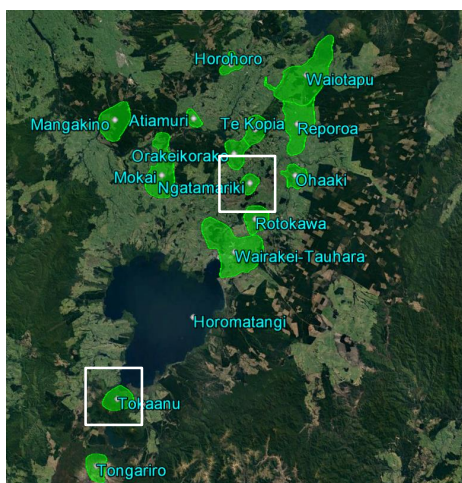 Horohoro
Waiotapu
Mangakino
Atiamuri
Te Kopia
Reporoa
Orakeikorako
Mokai
Ngatamariki
Ohaaki
Rotokawa
Wairakei-Tauhara
Horomatangi
Tokaanu
Tongariro